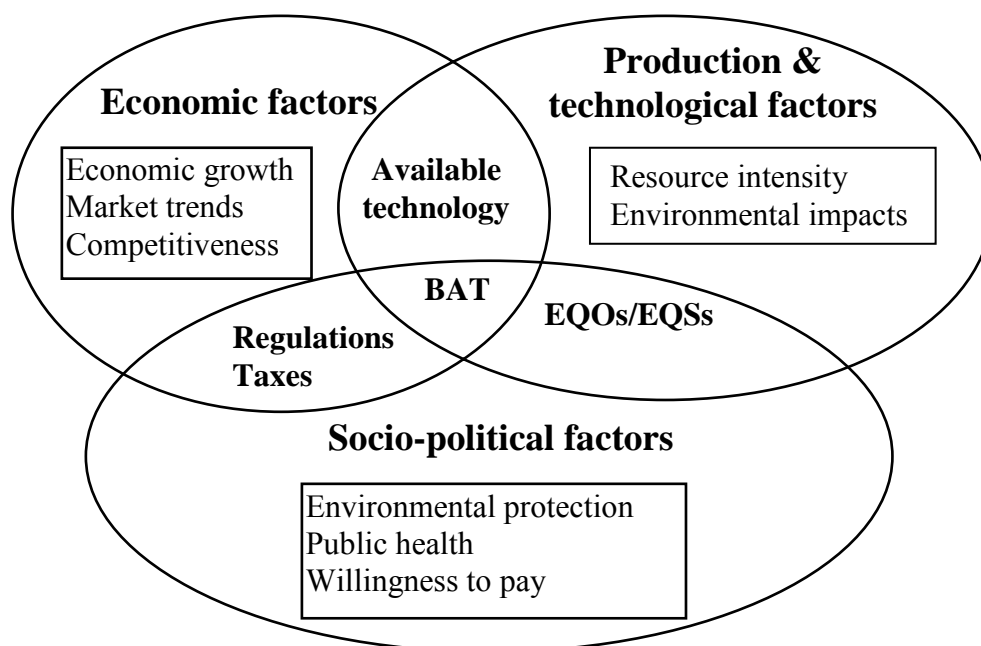 Economic factors
Economic growth
Market trends
Competitiveness
Available
technology
Production &
technological factors
Resource intensity
Environmental impacts
BAT
EQOs/EQSs
Regulations
Taxes
Socio-political factors
Environmental protection
Public health
Willingness to pay